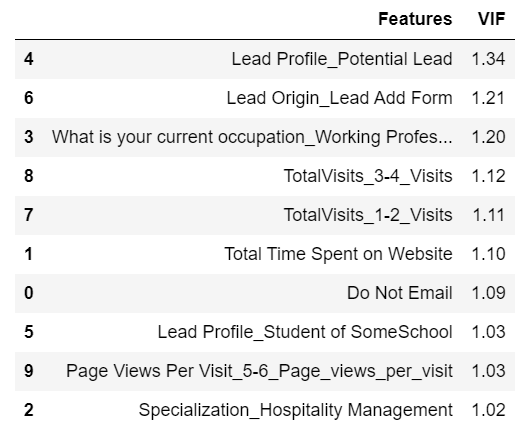 Features VIF
4 Lead Profile_Potential Lead 1.34
6 Lead Origin_Lead Add Form 1.21
3 What is your current occupation_Working Profes... 1.20
8 TotalVisits_3-4_Visits 1.12
7 TotalVisits_1-2_Visits 1.11
1 Total Time Spent on Website 1.10
0 Do Not Email 1.09
5 Lead Profile_Student of SomeSchool 1.03
9 Page Views Per Visit_5-6_Page_views_per_visit 1.03
2 Specialization_Hospitality Management 1.02